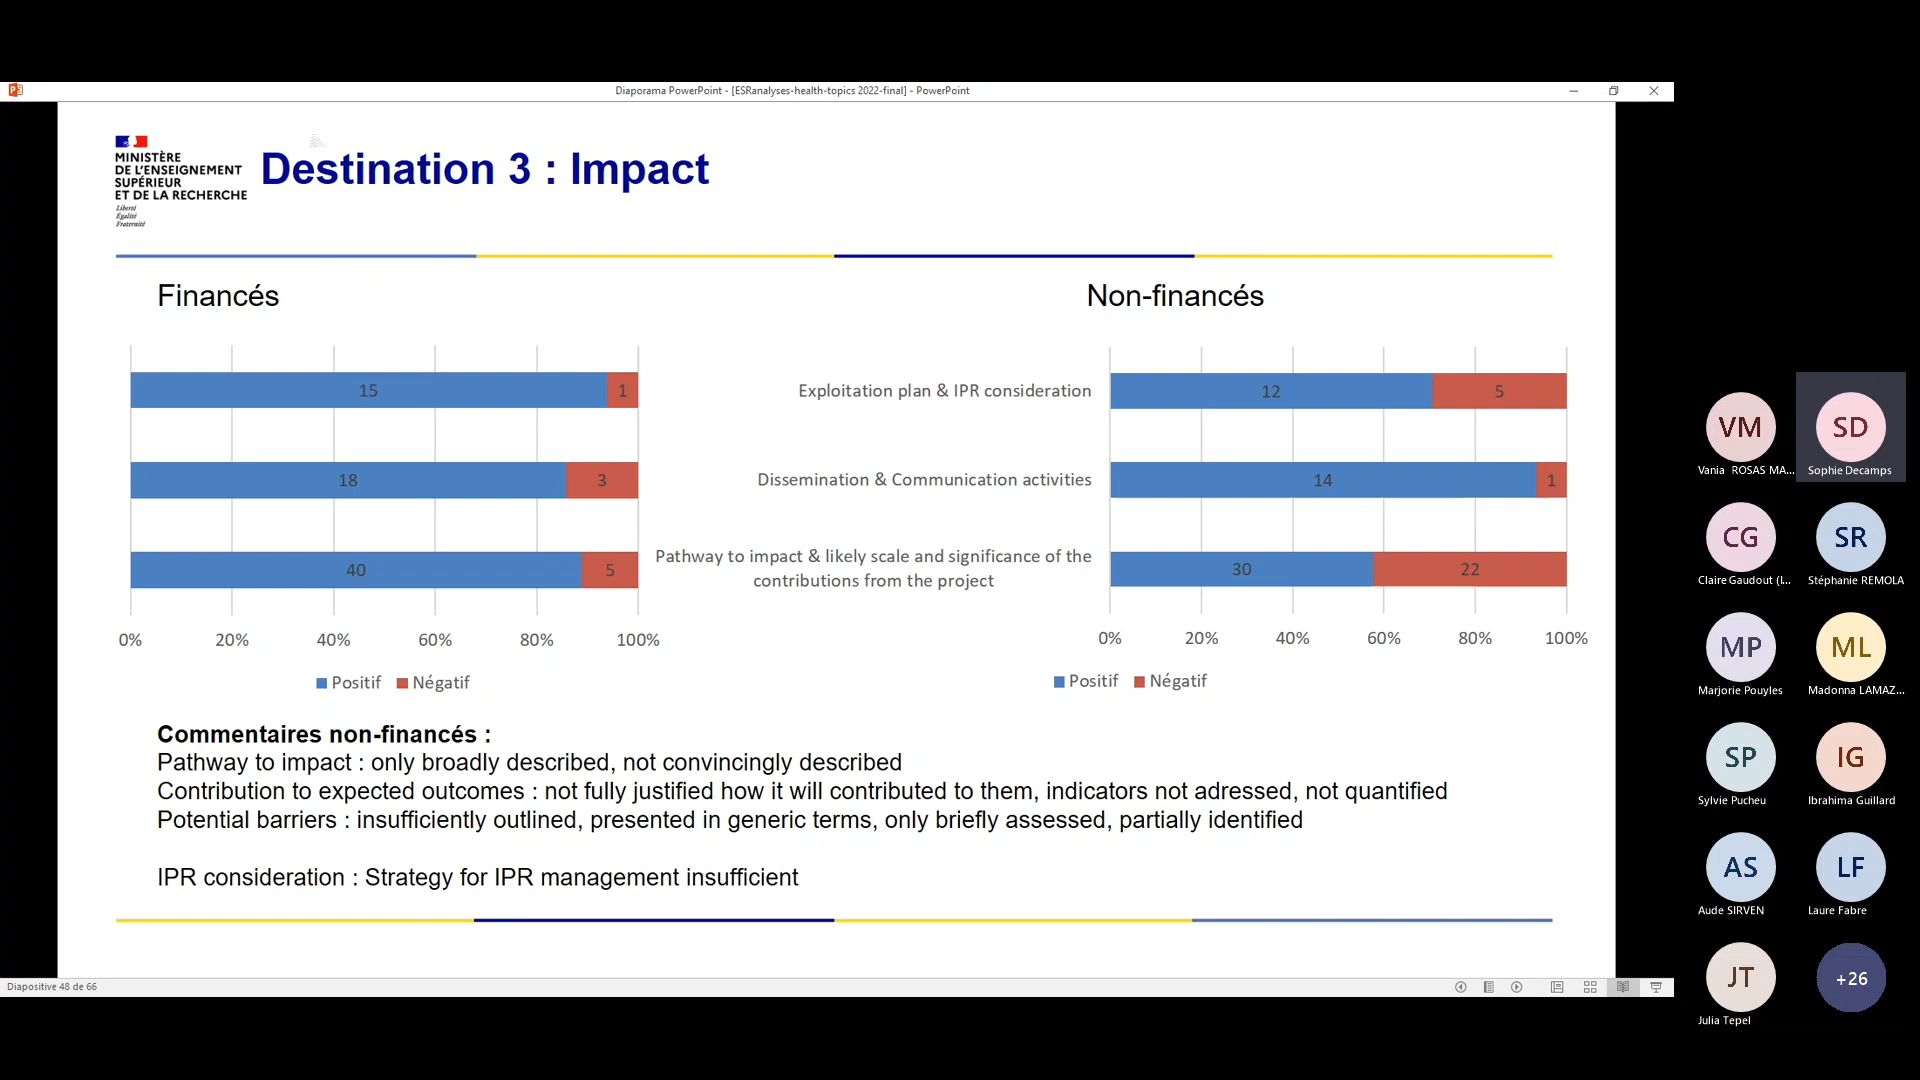 Diaporama PowerPoint - [ESRanalyses-health-topics 2022-final] - PowerPoint
MINISTÈRE
DE L'ENSEIGNEMENT
SUPÉRIEUR
ET DE LA RECHERCHE
Liberté
Égalité
Fraternité
Destination 3 : Impact
Financés
Non-financés
15
1
Exploitation plan & IPR consideration
12
5
18
3
Dissemination & Communication activities
14
1
40
5
Pathway to impact & likely scale and significance of the
contributions from the project
30
22
0% 20% 40% 60% 80% 100%
0% 20% 40% 60% 80% 100%
Positif Négatif
Positif Négatif
Commentaires non-financés :
Pathway to impact : only broadly described, not convincingly described
Contribution to expected outcomes : not fully justified how it will contributed to them, indicators not adressed, not quantified
Potential barriers : insufficiently outlined, presented in generic terms, only briefly assessed, partially identified
IPR consideration : Strategy for IPR management insufficient
Diapositive 48 de 66
VM
Vania ROSAS MA...
SD
Sophie Decamps
CG
Claire Gaudout (I...
SR
Stéphanie REMOLA
MP
Marjorie Pouyles
ML
Madonna LAMAZ...
SP
Sylvie Pucheu
IG
Ibrahima Guillard
AS
Aude SIRVEN
LF
Laure Fabre
JT
Julia Tepel
+26